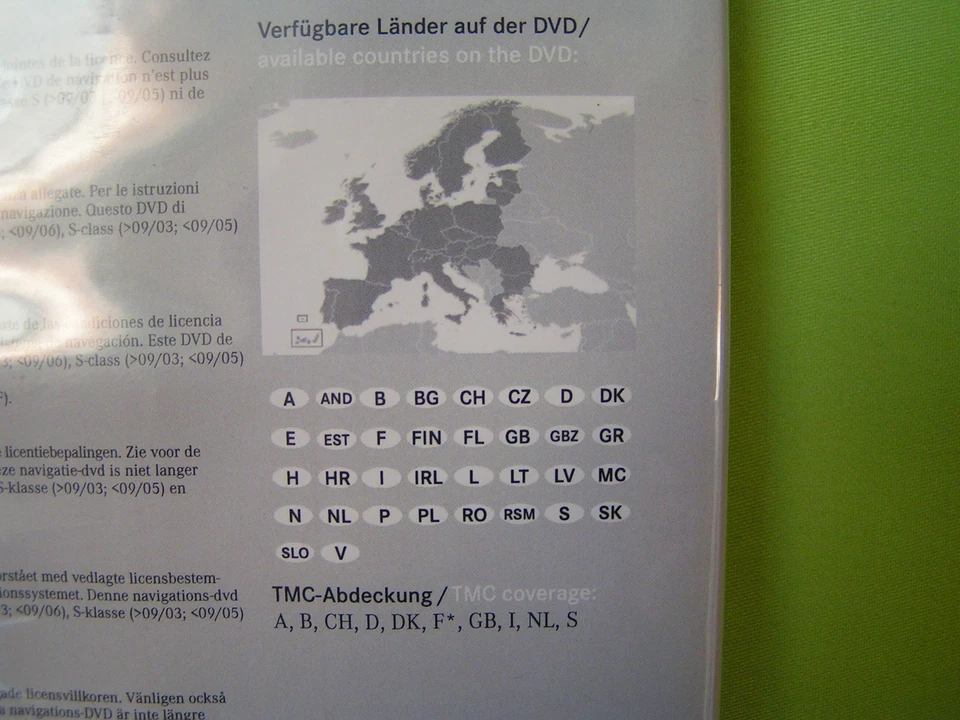 Verfügbare Länder auf der DVD/
available countries on the DVD:
de la licence. Consultez
n'est plus
09/05) ni de
allegate. Per le istruzioni
navigazione. Questo DVD di
; <09/06), S-class (>09/03; <09/05)
de las condiciones de licencia
navegación. Este DVD de
<09/06), S-class (>09/03; <09/05)
F).
licentiebepalingen. Zie voor de
navigatie-dvd is niet langer
S-klasse (>09/03; <09/05) en
med vedlagte licensbestem-
Denne navigations-dvd
3; <09/06), S-klasse (>09/03; <09/05)
licensvillkoren. Vänligen också
navigations-DVD är inte längre
A AND B BG CH CZ D DK
E EST F FIN FL GB GBZ GR
H HR I IRL L LT LV MC
N NL P PL RO RSM S SK
SLO V
TMC-Abdeckung / TMC coverage:
A, B, CH, D, DK, F*, GB, I, NL, S